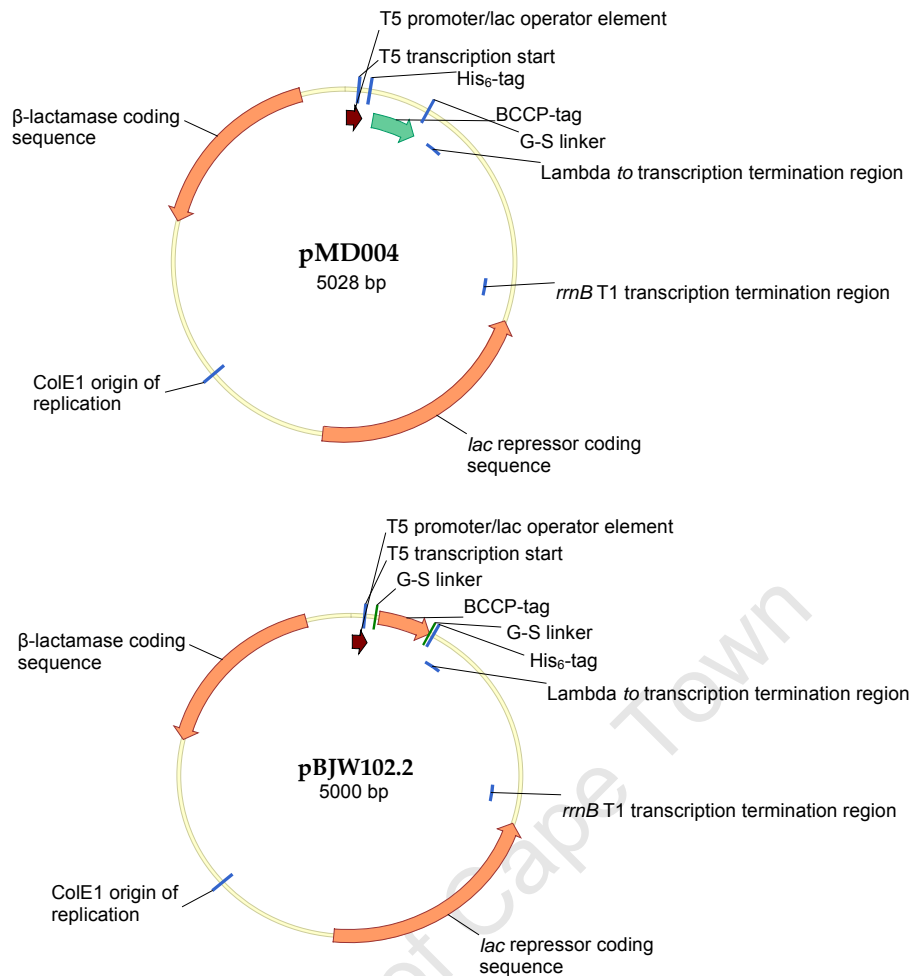 T5 promoter/lac operator element
T5 transcription start
His6-tag
β-lactamase coding
sequence
BCCP-tag
G-S linker
Lambda to transcription termination region
pMD004
5028 bp
rrnB T1 transcription termination region
ColE1 origin of
replication
lac repressor coding
sequence
T5 promoter/lac operator element
T5 transcription start
G-S linker
BCCP-tag
β-lactamase coding
sequence
G-S linker
His6-tag
Lambda to transcription termination region
pBJW102.2
5000 bp
rrnB T1 transcription termination region
ColE1 origin of
replication
lac repressor coding
sequence
of Cape Town